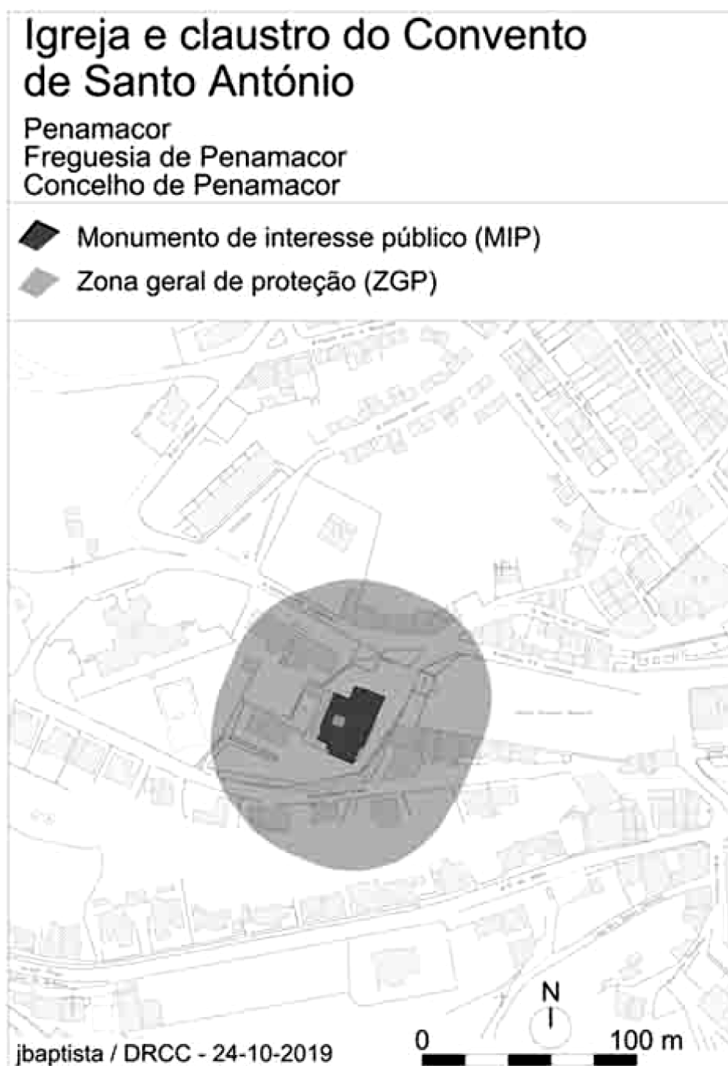 Igreja e claustro do Convento
de Santo António
Penamacor
Freguesia de Penamacor
Concelho de Penamacor
Monumento de interesse público (MIP)
Zona geral de proteção (ZGP)
N
0 100 m
jbaptista / DRCC - 24-10-2019